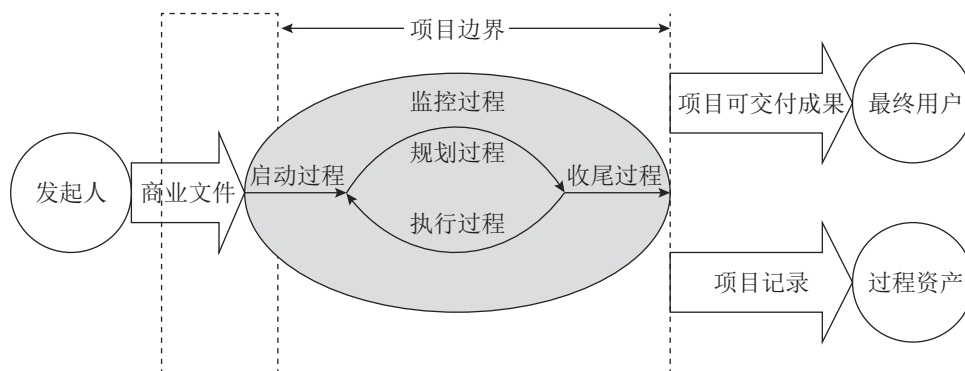 项目边界
监控过程
项目可交付成果
最终用户
规划过程
发起人
商业文件
启动过程
收尾过程
执行过程
项目记录
过程资产